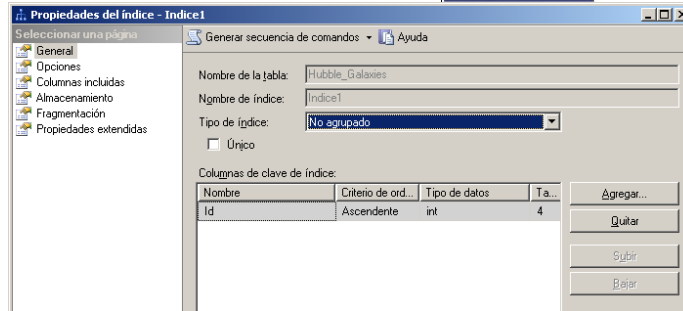 Propiedades del índice - Indice1
Seleccionar una página
General
Opciones
Columnas incluidas
Almacenamiento
Fragmentación
Propiedades extendidas
Generar secuencia de comandos
Ayuda
Nombre de la tabla: Hubble_Galaxies
Nombre de índice: Indice1
Tipo de índice: No agrupado
Único
Columnas de clave de índice:
Nombre Criterio de ord... Tipo de datos Ta...
Id Ascendente int 4
Agregar...
Quitar
Subir
Bajar